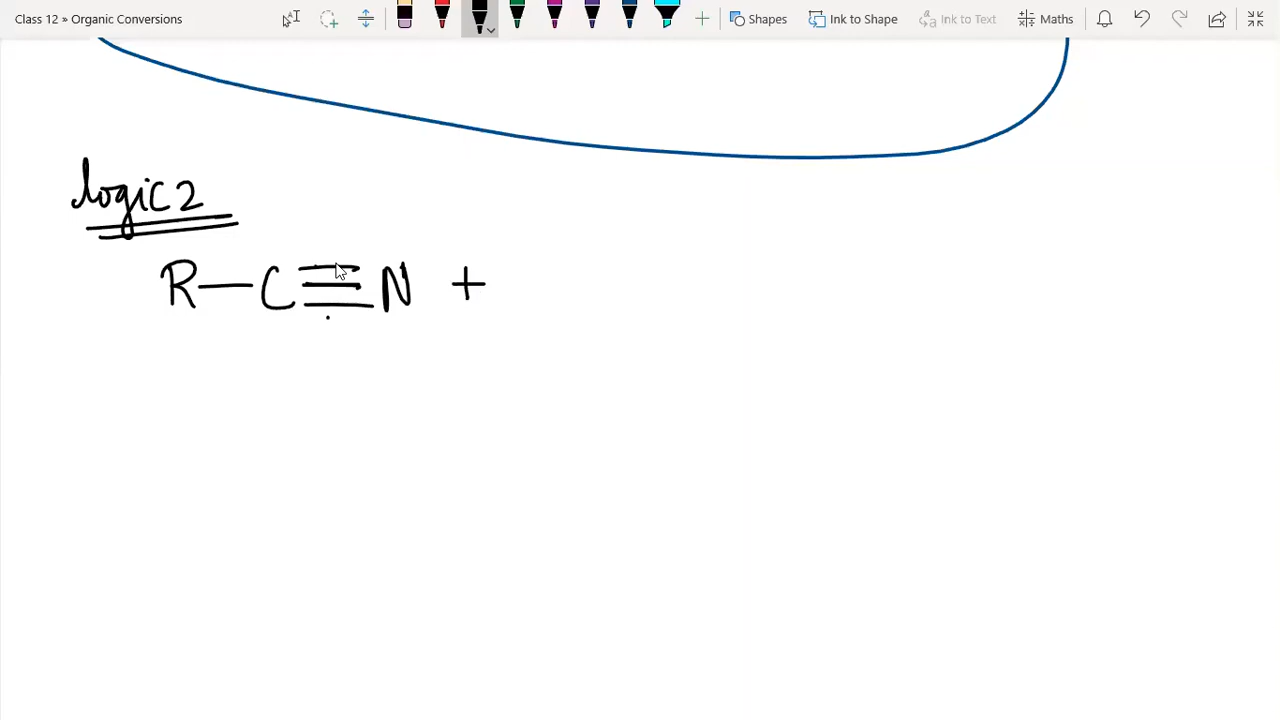 Class 12 » Organic Conversions Shapes Ink to Shape Ink to Text Maths
logic 2
R—C≡N +